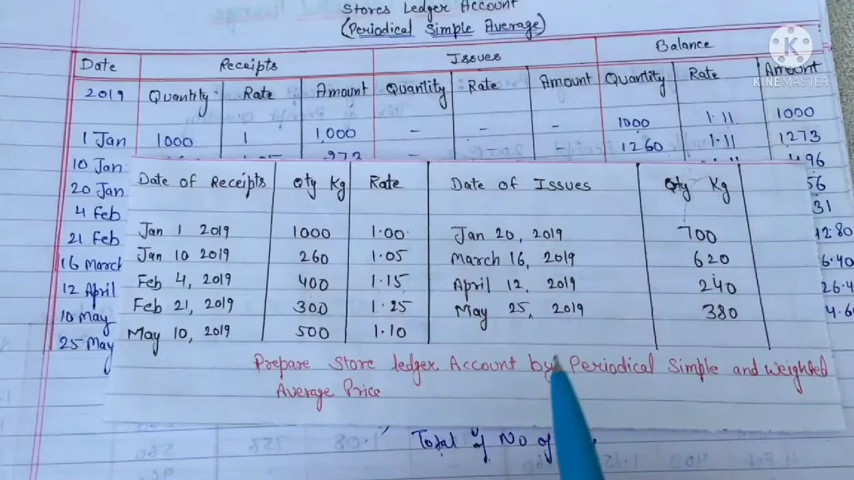 Stores Ledger Account
(Periodical Simple Average)
Date Receipts Issues Balance
2019 Quantity Rate Amount Quantity Rate Amount Quantity Rate Amount
1000 1.11 1000
1 Jan 1000 1 1,000 - - - 1260 1.11 1273
10 Jan
20 Jan
4 Feb
21 Feb
16 March
12 April
10 May
25 May
Date of Receipts Qty Kg Rate Date of Issues Qty Kg
Jan 1 2019 1000 1.00 Jan 20, 2019 700
Jan 10 2019 260 1.05 March 16, 2019 620
Feb 4, 2019 400 1.15 April 12, 2019 240
Feb 21, 2019 300 1.25 May 25, 2019 380
May 10, 2019 500 1.10
Prepare Store ledger Account by Periodical Simple and weighted
Average Price
Total of No of
KINEMASTER